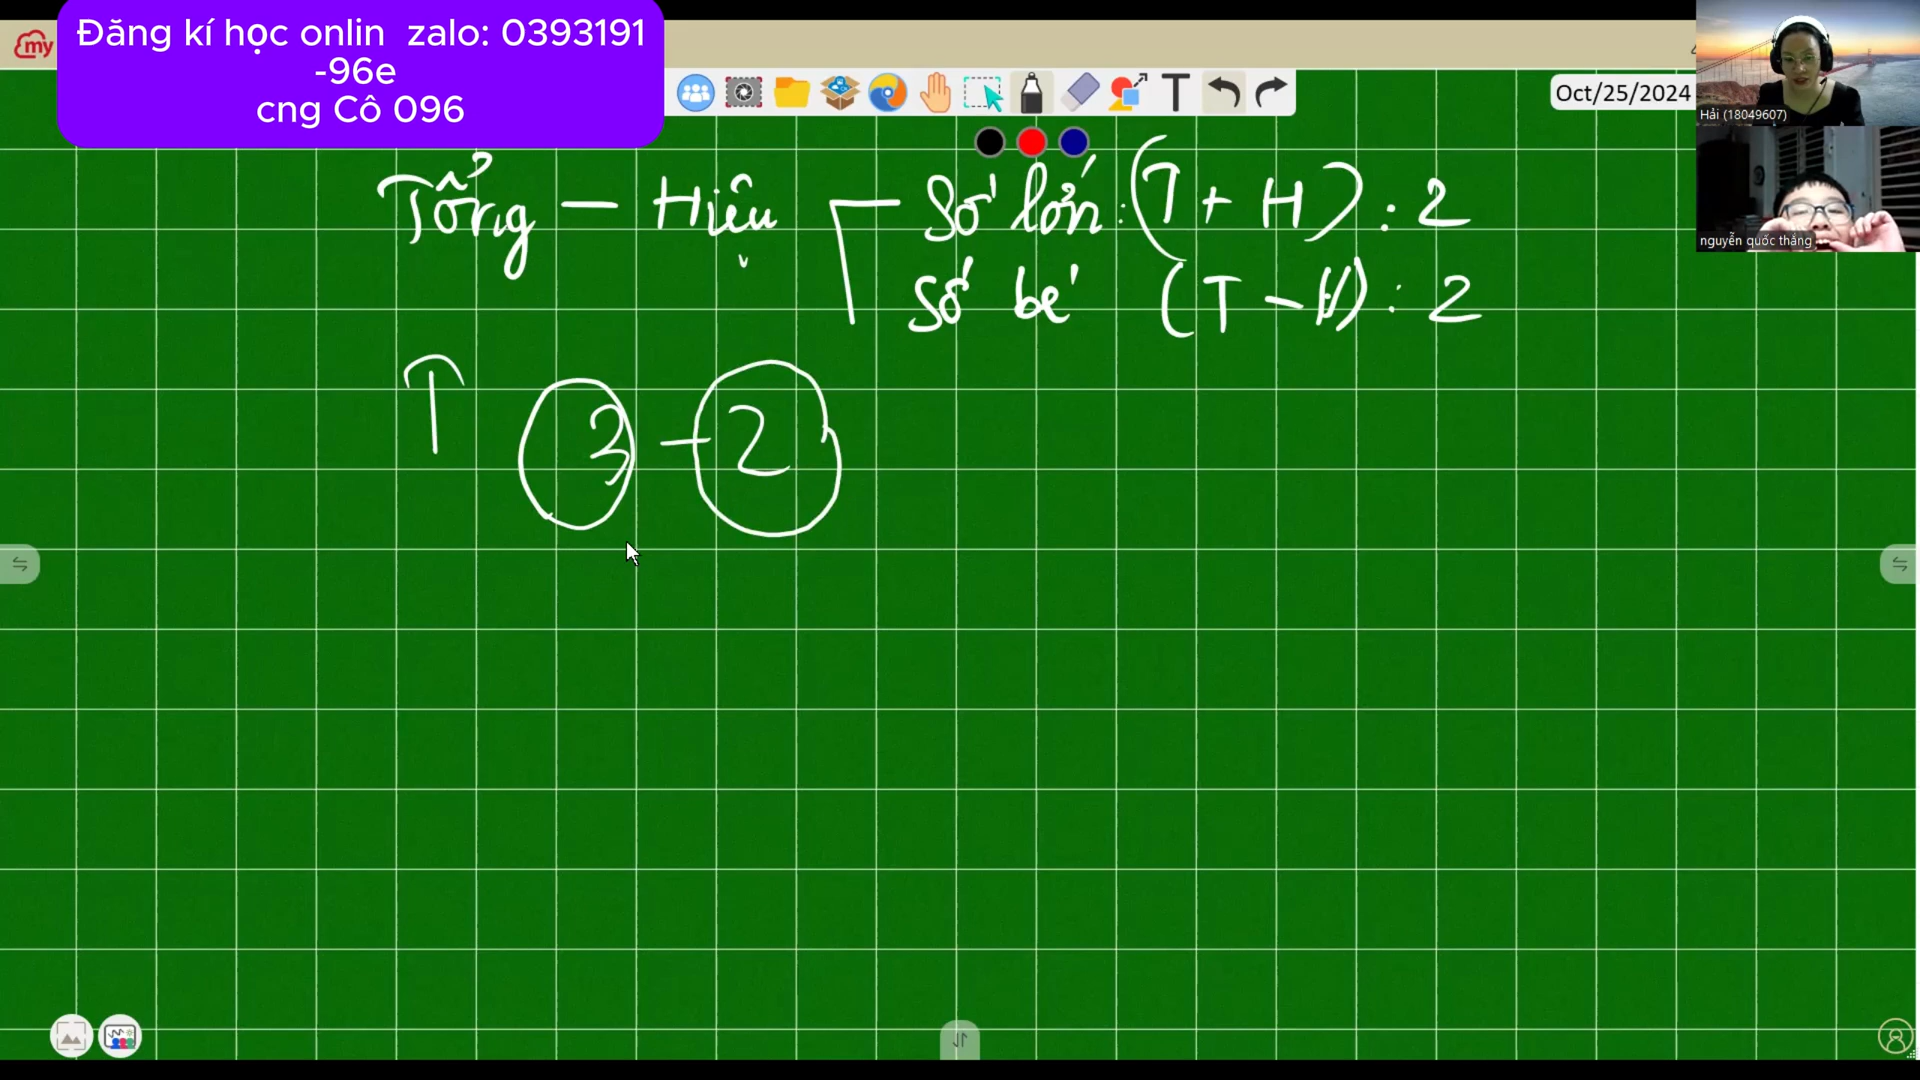 Đăng kí học onlin zalo: 0393191
-96e
cng Cô 096
my
T
Oct/25/2024
Hải (18049607)
nguyễn quốc thắng
Tổng - Hiệu
Số lớn: (T + H) : 2
Số bé (T - H) : 2
3 - 2